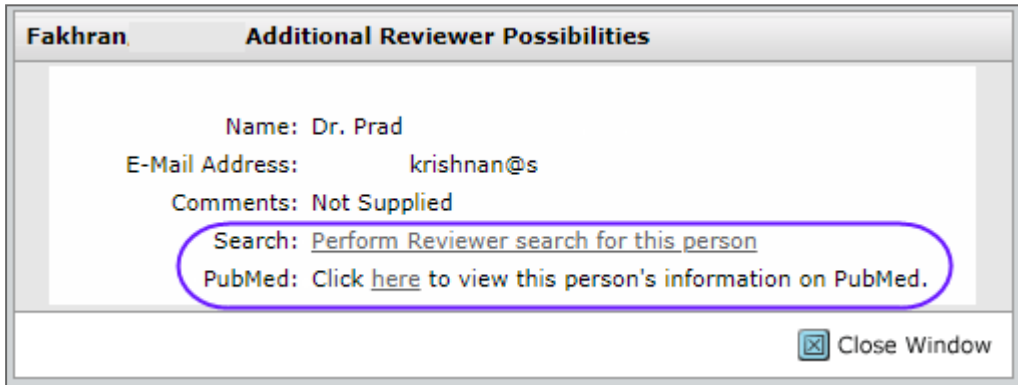 Fakhran, Additional Reviewer Possibilities
Name: Dr. Prad
E-Mail Address: krishnan@s
Comments: Not Supplied
Search: Perform Reviewer search for this person
PubMed: Click here to view this person's information on PubMed.
Close Window